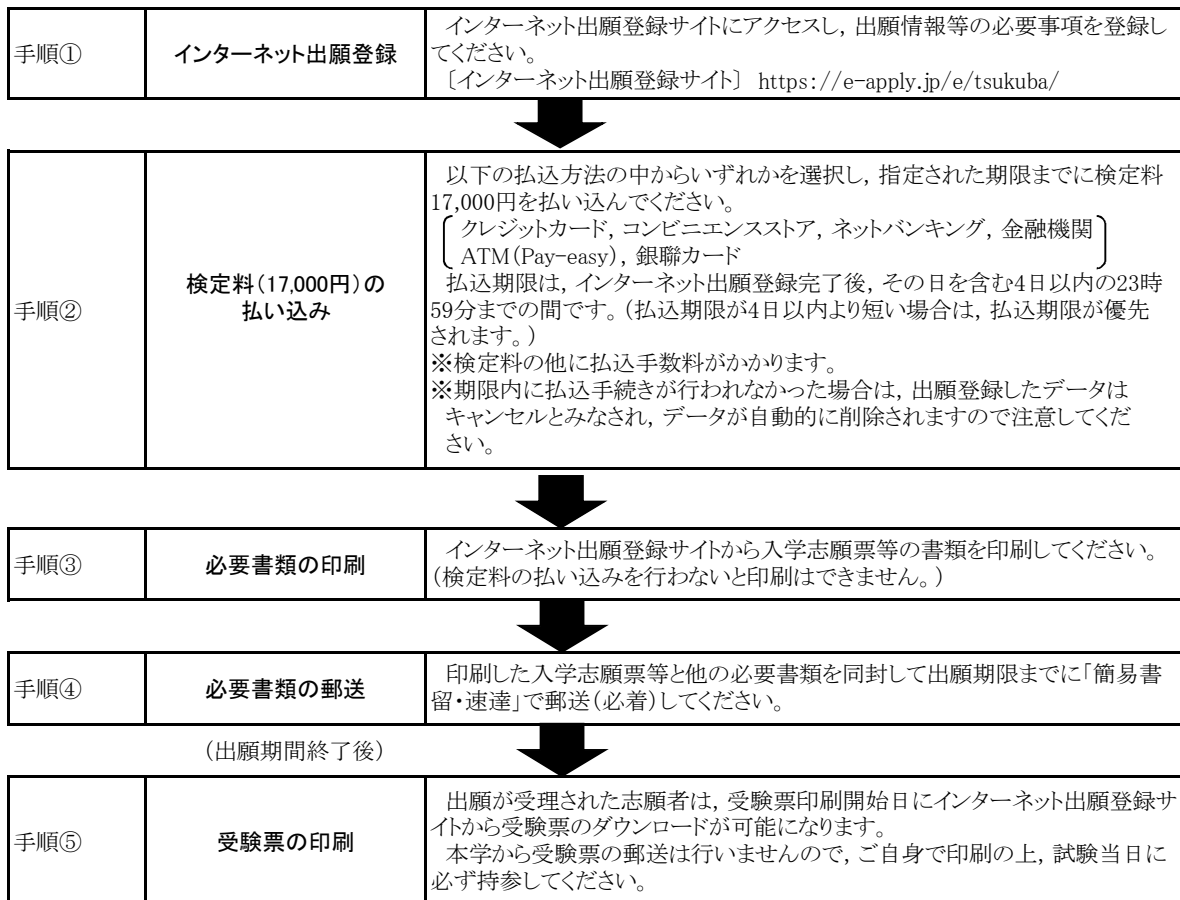 手順①
インターネット出願登録
インターネット出願登録サイトにアクセスし，出願情報等の必要事項を登録し
てください。
〔インターネット出願登録サイト〕 https://e-apply.jp/e/tsukuba/
手順②
検定料（17,000円）の
払い込み
以下の払込方法の中からいずれかを選択し，指定された期限までに検定料
17,000円を払い込んでください。
クレジットカード，コンビニエンスストア，ネットバンキング，金融機関
ATM（Pay-easy），銀聯カード
払込期限は，インターネット出願登録完了後，その日を含む4日以内の23時
59分までの間です。（払込期限が4日以内より短い場合は，払込期限が優先
されます。）
※検定料の他に払込手数料がかかります。
※期限内に払込手続きが行われなかった場合は，出願登録したデータは
キャンセルとみなされ，データが自動的に削除されますので注意してくだ
さい。
手順③
必要書類の印刷
インターネット出願登録サイトから入学志願票等の書類を印刷してください。
（検定料の払い込みを行わないと印刷はできません。）
手順④
必要書類の郵送
印刷した入学志願票等と他の必要書類を同封して出願期限までに「簡易書
留・速達」で郵送（必着）してください。
（出願期間終了後）
手順⑤
受験票の印刷
出願が受理された志願者は，受験票印刷開始日にインターネット出願登録サ
イトから受験票のダウンロードが可能になります。
本学から受験票の郵送は行いませんので，ご自身で印刷の上，試験当日に
必ず持参してください。